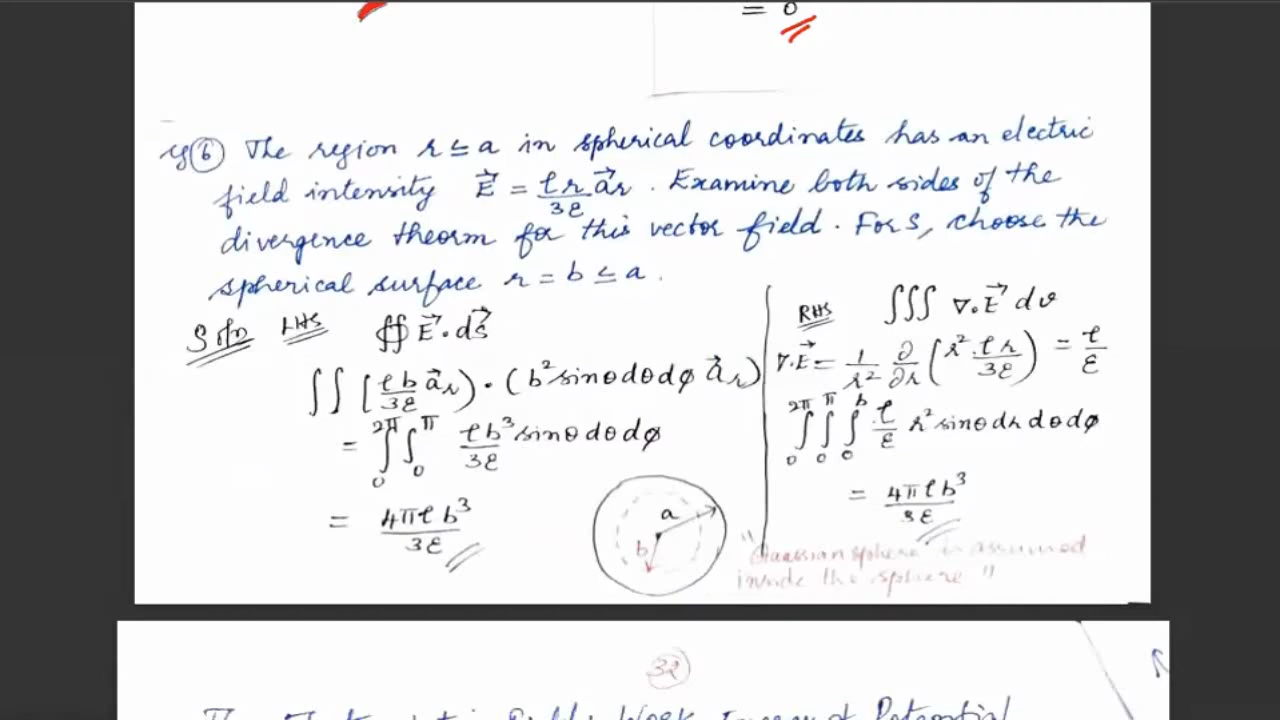 = 0
eg ⑥ The region r ≤ a in spherical coordinates has an electric
field intensity E⃗ = ρr/3ε a⃗r . Examine both sides of the
divergence theorm for this vector field. For S, choose the
spherical surface r = b ≤ a .
Soln LHS ∯ E⃗ . dS⃗
∫∫ [ρb/3ε a⃗r) . (b² sinθ dθ dφ a⃗r)
= ∫₀^2π ∫₀^π ρb³/3ε sinθ dθ dφ
= 4πρb³/3ε
a
b
RHS ∫∫∫ ∇. E⃗ dv
∇. E⃗ = 1/r² ∂/∂r (r² . ρr/3ε) = ρ/ε
∫₀^2π ∫₀^π ∫₀^b ρ/ε r² sinθ dr dθ dφ
= 4πρb³/3ε
"Gaussian sphere is assumed
inside the sphere"
32